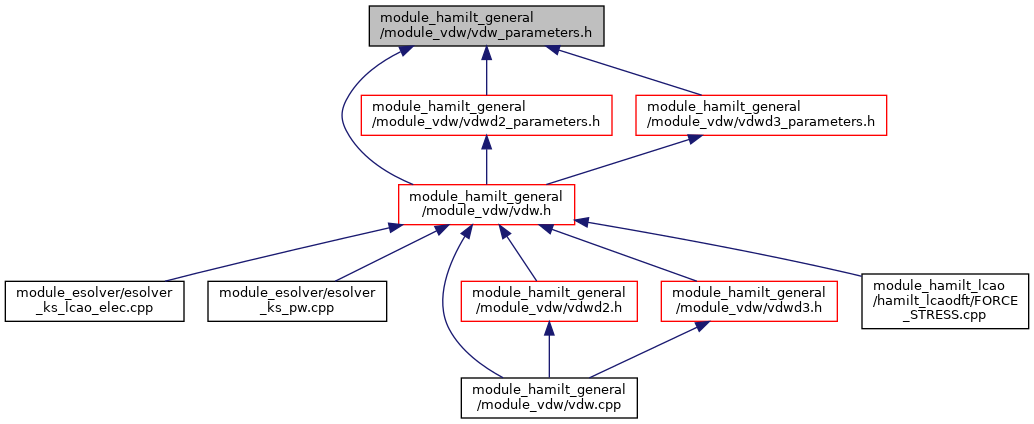 module_hamilt_general
/module_vdw/vdw_parameters.h
module_hamilt_general
/module_vdw/vdwd2_parameters.h
module_hamilt_general
/module_vdw/vdwd3_parameters.h
module_hamilt_general
/module_vdw/vdw.h
module_esolver/esolver
_ks_lcao_elec.cpp
module_esolver/esolver
_ks_pw.cpp
module_hamilt_general
/module_vdw/vdwd2.h
module_hamilt_general
/module_vdw/vdwd3.h
module_hamilt_lcao
/hamilt_lcaodft/FORCE
_STRESS.cpp
module_hamilt_general
/module_vdw/vdw.cpp